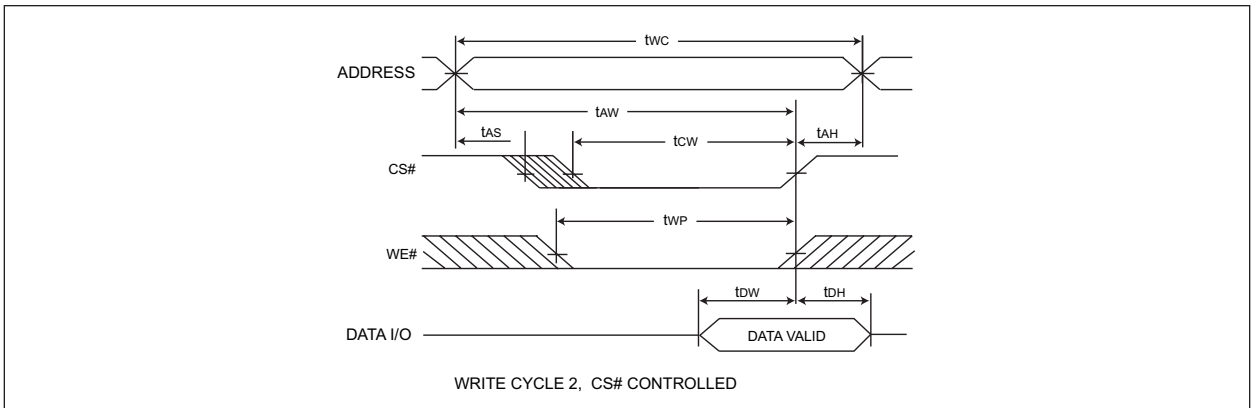 tWC
ADDRESS
tAW
tAS
tCW
tAH
CS#
tWP
WE#
tDW
tDH
DATA I/O
DATA VALID
WRITE CYCLE 2, CS# CONTROLLED